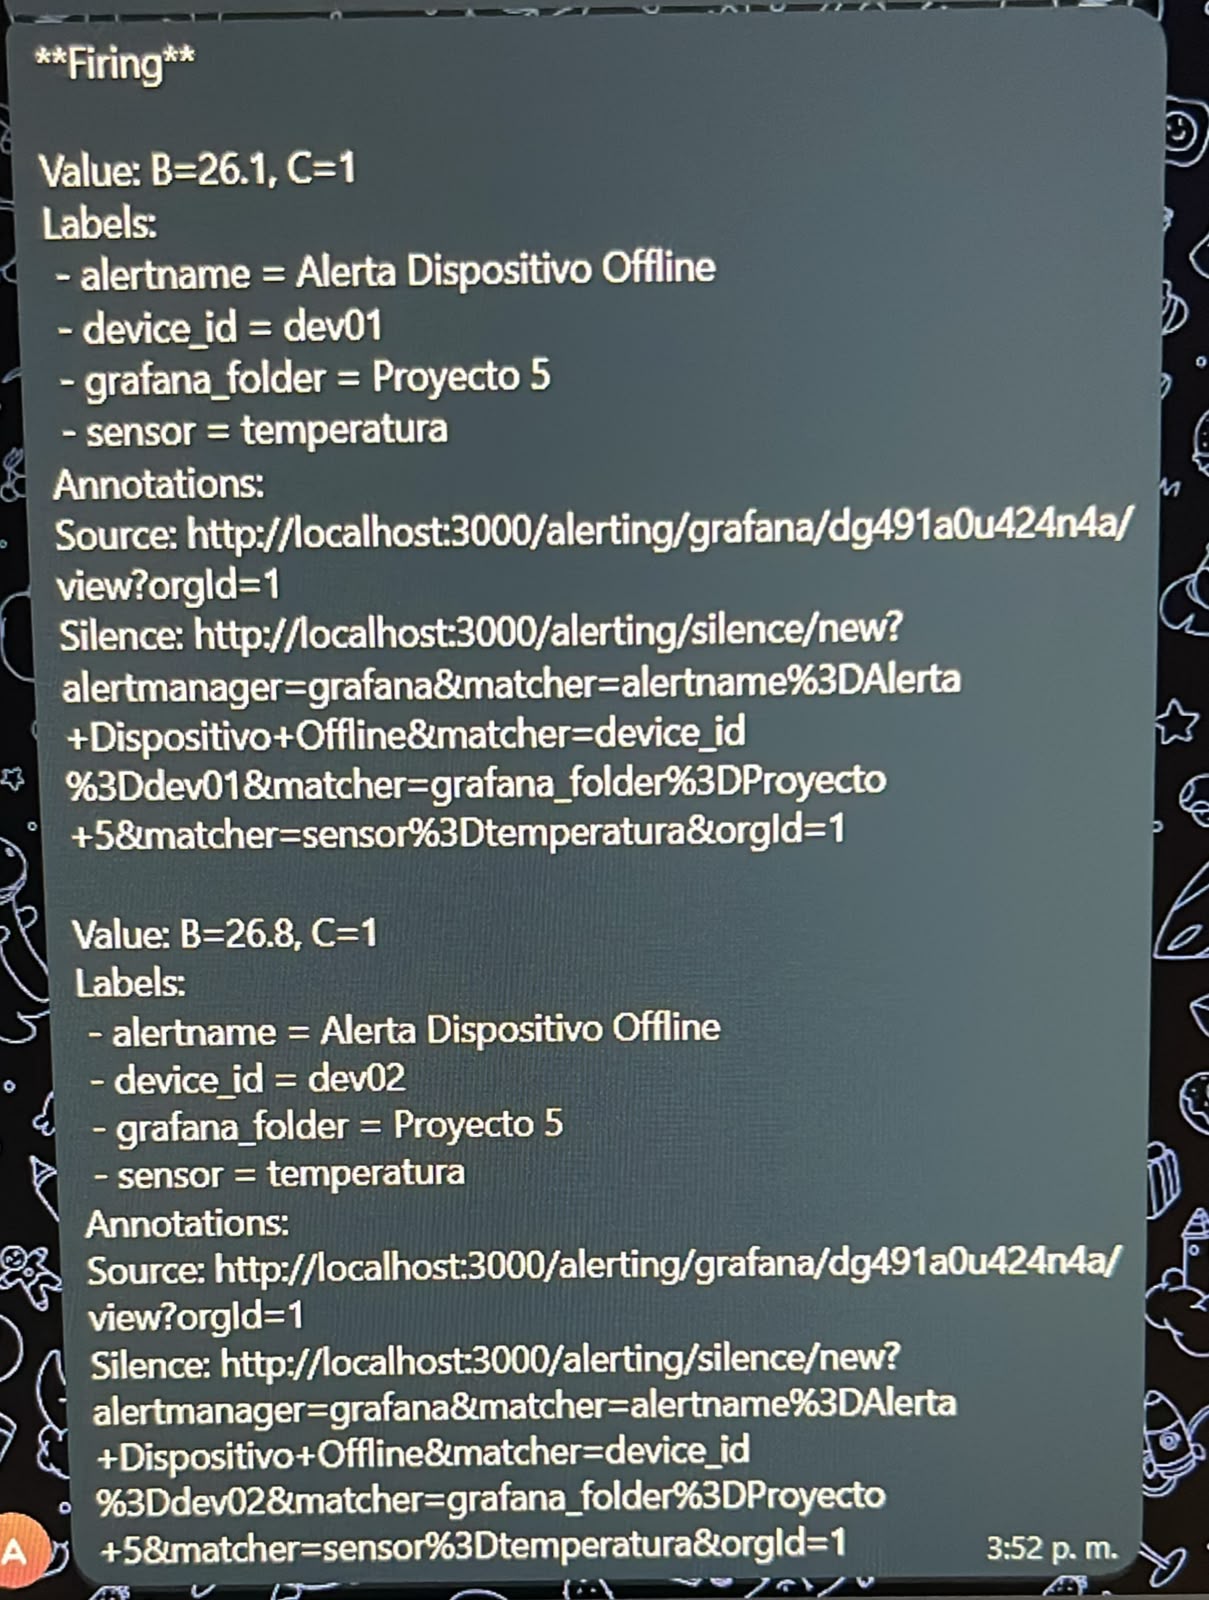 **Firing**
Value: B=26.1, C=1
Labels:
- alertname = Alerta Dispositivo Offline
- device_id = dev01
- grafana_folder = Proyecto 5
- sensor = temperatura
Annotations:
Source: http://localhost:3000/alerting/grafana/dg491a0u424n4a/
view?orgId=1
Silence: http://localhost:3000/alerting/silence/new?
alertmanager=grafana&matcher=alertname%3DAlerta
+Dispositivo+Offline&matcher=device_id
%3Ddev01&matcher=grafana_folder%3DProyecto
+5&matcher=sensor%3Dtemperatura&orgId=1
Value: B=26.8, C=1
Labels:
- alertname = Alerta Dispositivo Offline
- device_id = dev02
- grafana_folder = Proyecto 5
- sensor = temperatura
Annotations:
Source: http://localhost:3000/alerting/grafana/dg491a0u424n4a/
view?orgId=1
Silence: http://localhost:3000/alerting/silence/new?
alertmanager=grafana&matcher=alertname%3DAlerta
+Dispositivo+Offline&matcher=device_id
%3Ddev02&matcher=grafana_folder%3DProyecto
+5&matcher=sensor%3Dtemperatura&orgId=1
3:52 p. m.
A